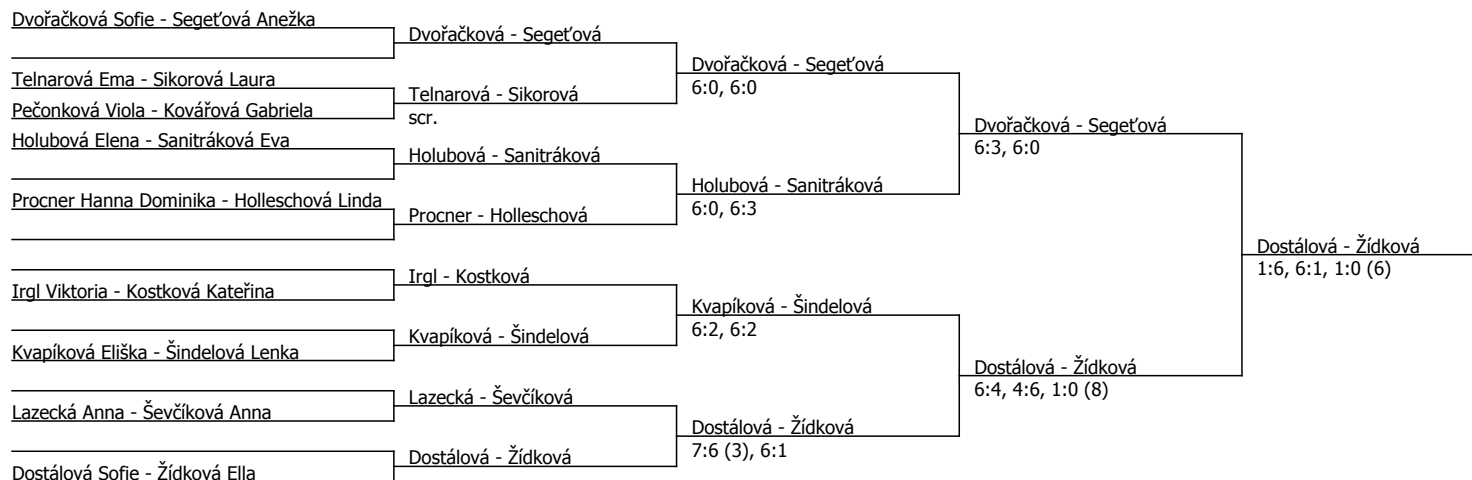 Dvořačková Sofie - Segeťová Anežka
Dvořačková - Segeťová
Dvořačková - Segeťová
6:0, 6:0
Telnarová Ema - Sikorová Laura
Telnarová - Sikorová
scr.
Pečonková Viola - Kovářová Gabriela
Dvořačková - Segeťová
6:3, 6:0
Holubová Elena - Sanitráková Eva
Holubová - Sanitráková
Holubová - Sanitráková
6:0, 6:3
Procner Hanna Dominika - Holleschová Linda
Procner - Holleschová
Dostálová - Žídková
1:6, 6:1, 1:0 (6)
Irgl - Kostková
Irgl Viktoria - Kostková Kateřina
Kvapíková - Šindelová
6:2, 6:2
Kvapíková - Šindelová
Kvapíková Eliška - Šindelová Lenka
Dostálová - Žídková
6:4, 4:6, 1:0 (8)
Lazecká - Ševčíková
Lazecká Anna - Ševčíková Anna
Dostálová - Žídková
7:6 (3), 6:1
Dostálová - Žídková
Dostálová Sofie - Žídková Ella